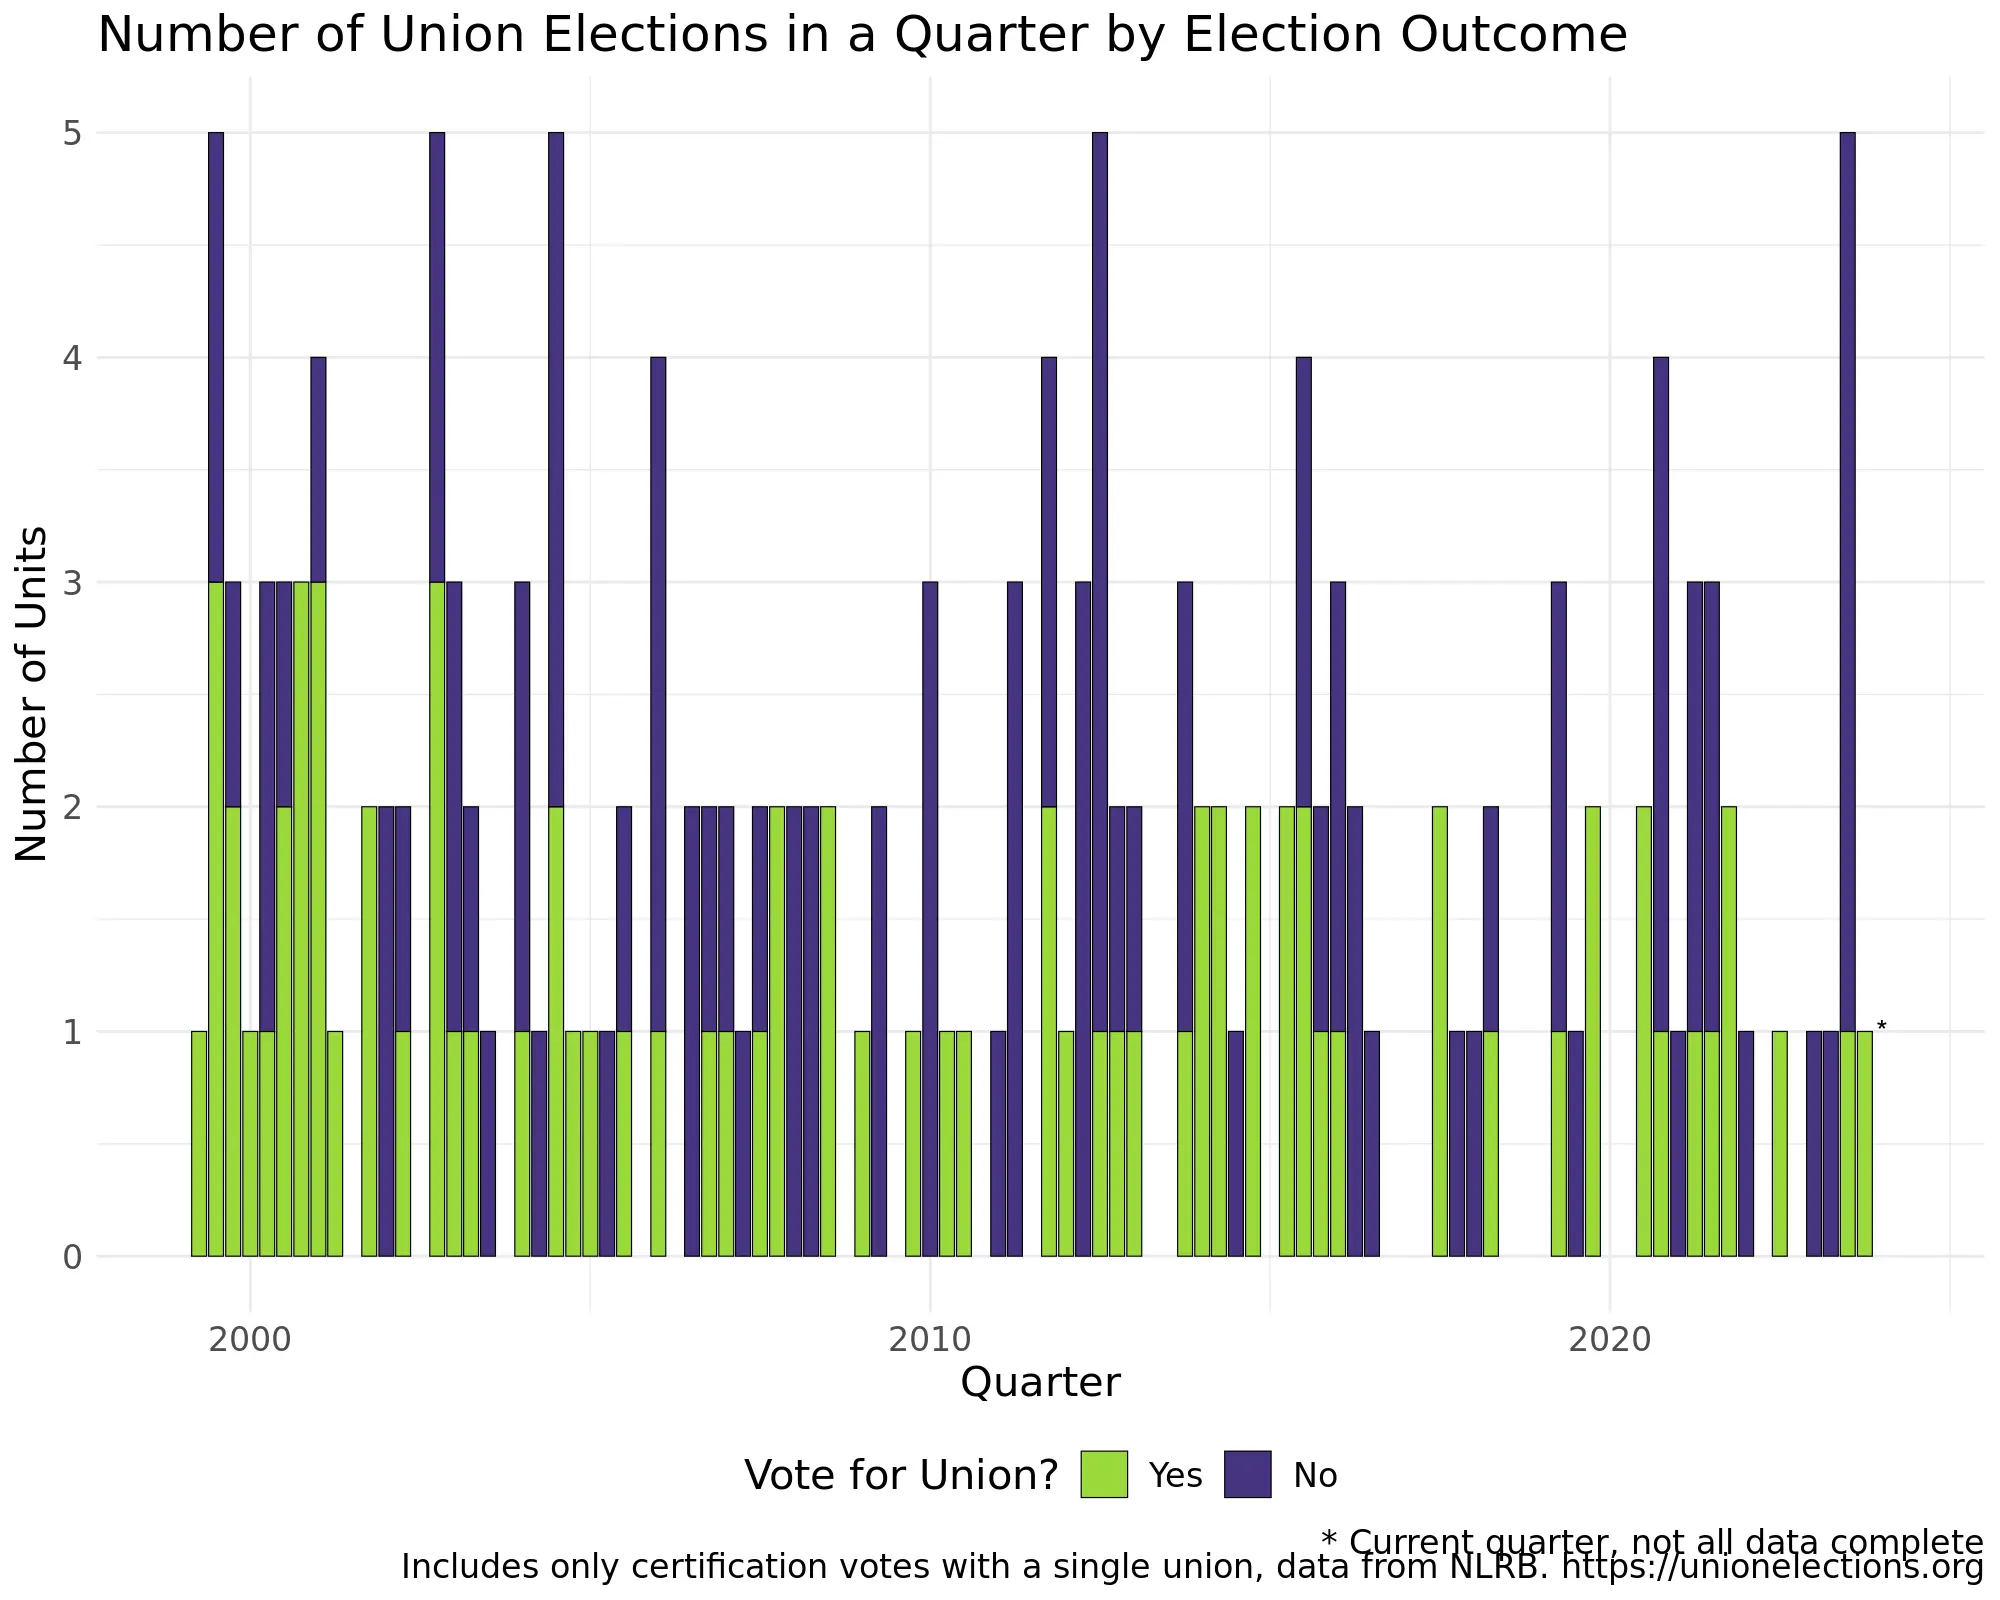 Number of Union Elections in a Quarter by Election Outcome
Number of Units
5
4
3
2
1
0
*
2000 2010 2020
Quarter
Vote for Union? Yes No
* Current quarter, not all data complete
Includes only certification votes with a single union, data from NLRB. https://unionelections.org